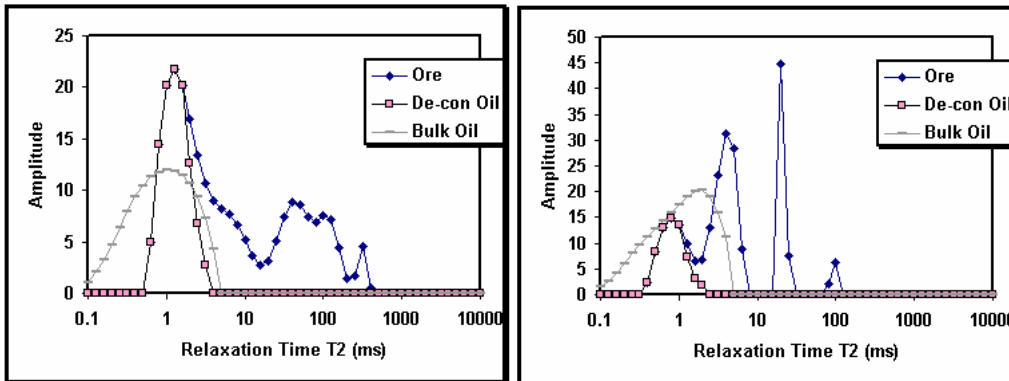 25
20
15
10
5
0
Amplitude
Ore
De-con Oil
Bulk Oil
0.1 1 10 100 1000 10000
Relaxation Time T2 (ms)
50
45
40
35
30
25
20
15
10
5
0
Amplitude
Ore
De-con Oil
Bulk Oil
0.1 1 10 100 1000 10000
Relaxation Time T2 (ms)